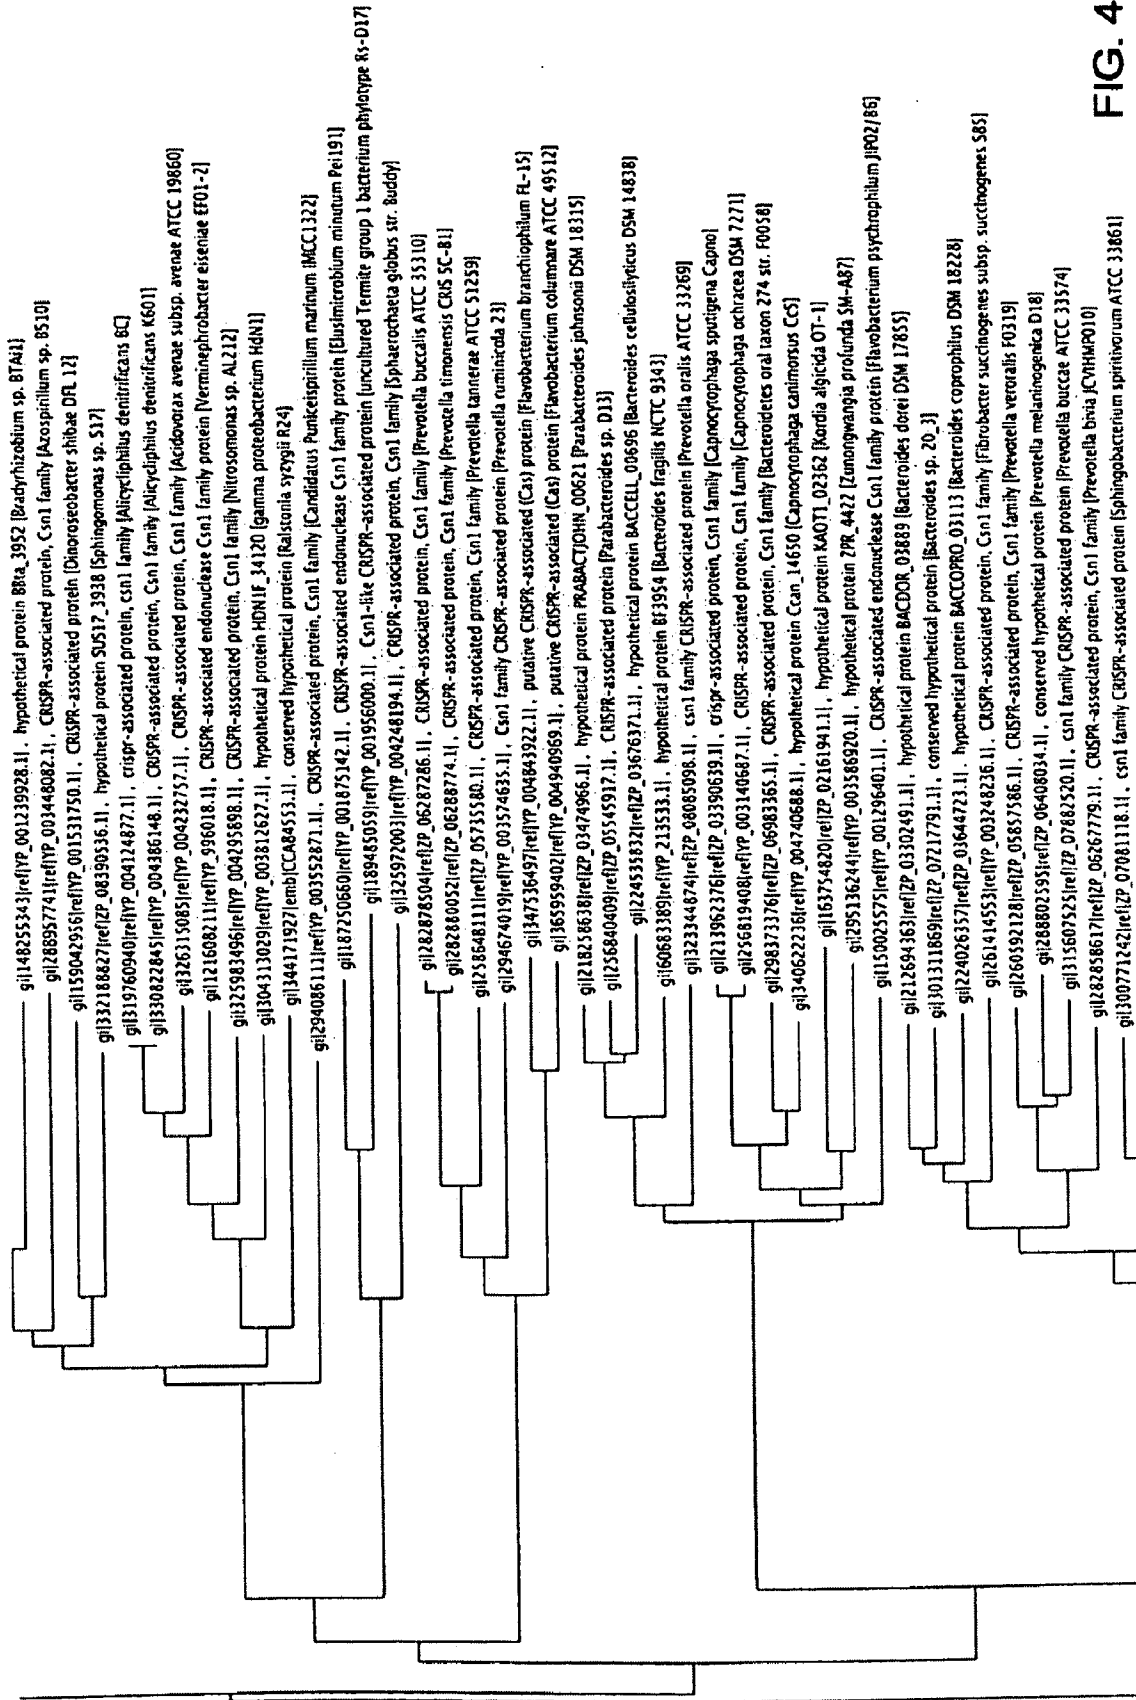 gi|148255343|ref|YP_001239928.1|, hypothetical protein BBta_3952 [Bradyrhizobium sp. BTAi1]
gi|288957741|ref|YP_003448082.1|, CRISPR-associated protein, Csn1 family [Azospirillum sp. B510]
gi|159042956|ref|YP_001531750.1|, CRISPR-associated protein [Dinoroseobacter shibae DFL 12]
gi|332188827|ref|ZP_08390536.1|, hypothetical protein SUS17_3938 [Sphingomonas sp. S17]
gi|319760940|ref|YP_004124877.1|, crispr-associated protein, csn1 family [Alicycliphilus denitrificans BC]
gi|330822845|ref|YP_004386148.1|, CRISPR-associated protein, Csn1 family [Alicycliphilus denitrificans K601]
gi|326315085|ref|YP_004232757.1|, CRISPR-associated protein, Csn1 family [Acidovorax avenae subsp. avenae ATCC 19860]
gi|121608211|ref|YP_996018.1|, CRISPR-associated endonuclease Csn1 family protein [Verminephrobacter eiseniae EF01-2]
gi|325983496|ref|YP_004295898.1|, CRISPR-associated protein, Csn1 family [Nitrosomonas sp. AL212]
gi|304313029|ref|YP_003812627.1|, hypothetical protein HDN1F_34120 [gamma proteobacterium HdN1]
gi|344171927|emb|CCA84553.1|, conserved hypothetical protein [Ralstonia syzygii R24]
gi|294086111|ref|YP_003552871.1|, CRISPR-associated protein, Csn1 family [Candidatus Puniceispirillum marinum IMCC1322]
gi|187250660|ref|YP_001875142.1|, CRISPR-associated endonuclease Csn1 family protein [Elusimicrobium minutum Pei191]
gi|189485059|ref|YP_001956000.1|, Csn1-like CRISPR-associated protein [uncultured Termite group 1 bacterium phylotype Rs-D17]
gi|325972003|ref|YP_004248194.1|, CRISPR-associated protein, Csn1 family [Sphaerochaeta globus str. Buddy]
gi|282878504|ref|ZP_06287286.1|, CRISPR-associated protein, Csn1 family [Prevotella buccalis ATCC 35310]
gi|282880052|ref|ZP_06288774.1|, CRISPR-associated protein, Csn1 family [Prevotella timonensis CRIS 5C-B1]
gi|258648111|ref|ZP_05735580.1|, CRISPR-associated protein, Csn1 family [Prevotella tannerae ATCC 51259]
gi|294674019|ref|YP_003574635.1|, Csn1 family CRISPR-associated protein [Prevotella ruminicola 23]
gi|347536497|ref|YP_004843922.1|, putative CRISPR-associated (Cas) protein [Flavobacterium branchiophilum FL-15]
gi|365959402|ref|YP_004940969.1|, putative CRISPR-associated (Cas) protein [Flavobacterium columnare ATCC 49512]
gi|218258638|ref|ZP_03474966.1|, hypothetical protein PRABACTJOHN_00621 [Parabacteroides johnsonii DSM 18315]
gi|256840409|ref|ZP_05545917.1|, CRISPR-associated protein [Parabacteroides sp. D13]
gi|224535832|ref|ZP_03676371.1|, hypothetical protein BACCELL_00696 [Bacteroides cellulosilyticus DSM 14838]
gi|60683389|ref|YP_213533.1|, hypothetical protein BF3954 [Bacteroides fragilis NCTC 9343]
gi|323344874|ref|ZP_08085098.1|, csn1 family CRISPR-associated protein [Prevotella oralis ATCC 33269]
gi|213962376|ref|ZP_03390639.1|, crispr-associated protein, Csn1 family [Capnocytophaga sputigena Capno]
gi|256819408|ref|YP_003140687.1|, CRISPR-associated protein, Csn1 family [Capnocytophaga ochracea DSM 7271]
gi|298373376|ref|ZP_06983365.1|, CRISPR-associated protein, Csn1 family [Bacteroidetes oral taxon 274 str. F0058]
gi|340622236|ref|YP_004740688.1|, hypothetical protein Ccan_14650 [Capnocytophaga canimorsus Cc5]
gi|163754820|ref|ZP_02161941.1|, hypothetical protein KAOT1_02362 [Kordia algicida OT-1]
gi|295136244|ref|YP_003586920.1|, hypothetical protein ZPR_4422 [Zunongwangia profunda SM-A87]
gi|150025575|ref|YP_001296401.1|, CRISPR-associated endonuclease Csn1 family protein [Flavobacterium psychrophilum JIP02/86]
gi|212694363|ref|ZP_03302491.1|, hypothetical protein BACDOR_03889 [Bacteroides dorei DSM 17855]
gi|301311869|ref|ZP_07217791.1|, conserved hypothetical protein [Bacteroides sp. 20_3]
gi|224026357|ref|ZP_03644723.1|, hypothetical protein BACCOPRO_03113 [Bacteroides coprophilus DSM 18228]
gi|261414553|ref|YP_003248236.1|, CRISPR-associated protein, Csn1 family [Fibrobacter succinogenes subsp. succinogenes S85]
gi|260592128|ref|ZP_05857586.1|, CRISPR-associated protein, Csn1 family [Prevotella veroralis F0319]
gi|288802595|ref|ZP_06408034.1|, conserved hypothetical protein [Prevotella melaninogenica D18]
gi|315607525|ref|ZP_07882520.1|, csn1 family CRISPR-associated protein [Prevotella buccae ATCC 33574]
gi|282858617|ref|ZP_06267779.1|, CRISPR-associated protein, Csn1 family [Prevotella bivia JCVIHMP010]
gi|300771242|ref|ZP_07081118.1|, csn1 family CRISPR-associated protein [Sphingobacterium spiritivorum ATCC 33861]
FIG. 4